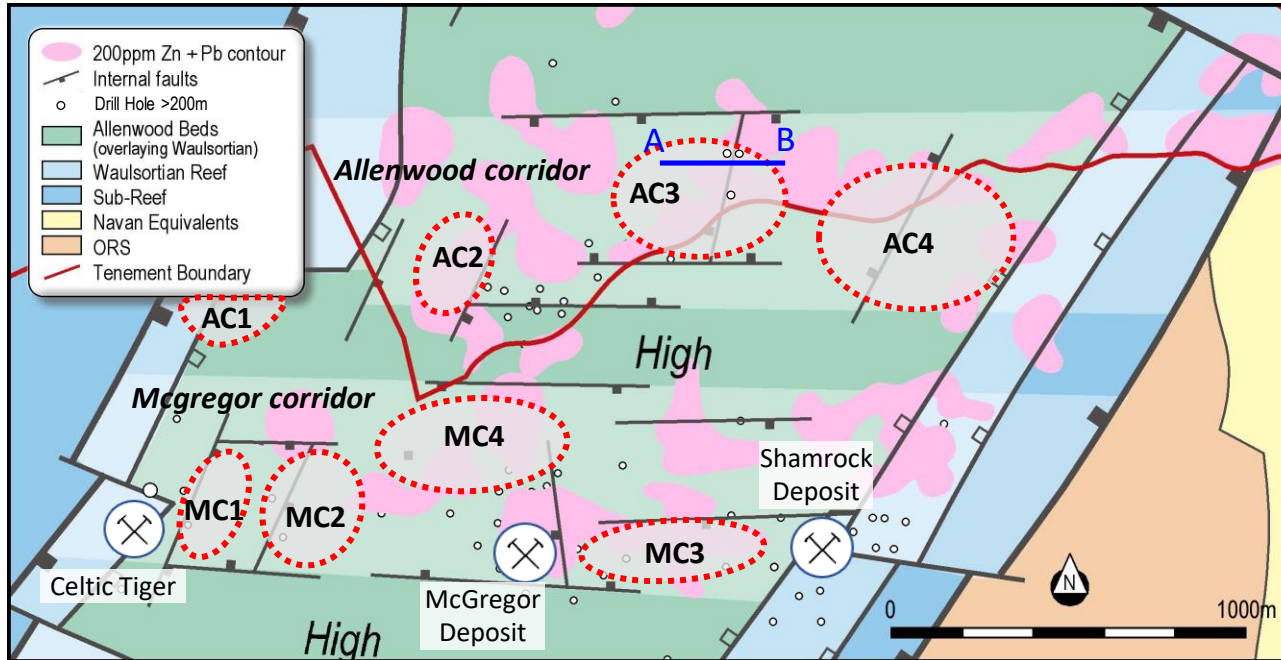 200ppm Zn + Pb contour
Internal faults
Drill Hole >200m
Allenwood Beds
(overlaying Waulsortian)
Waulsortian Reef
Sub-Reef
Navan Equivalents
ORS
Tenement Boundary
A
B
Allenwood corridor
AC3
AC2
AC4
AC1
High
Mcgregor corridor
MC4
Shamrock
Deposit
MC1
MC2
MC3
Celtic Tiger
McGregor
Deposit
N
0
1000m
High